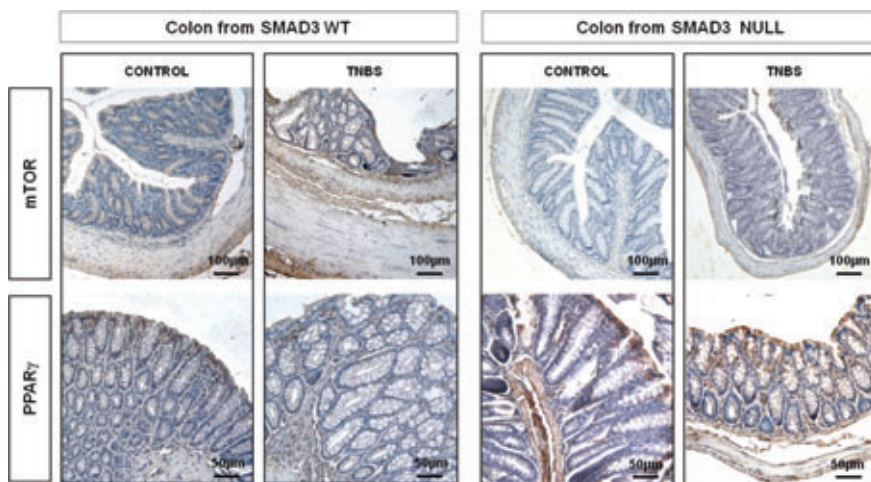 Colon from SMAD3 WT
Colon from SMAD3 NULL
CONTROL
TNBS
CONTROL
TNBS
mTOR
100µm
100µm
100µm
100µm
PPARγ
50µm
50µm
50µm
50µm